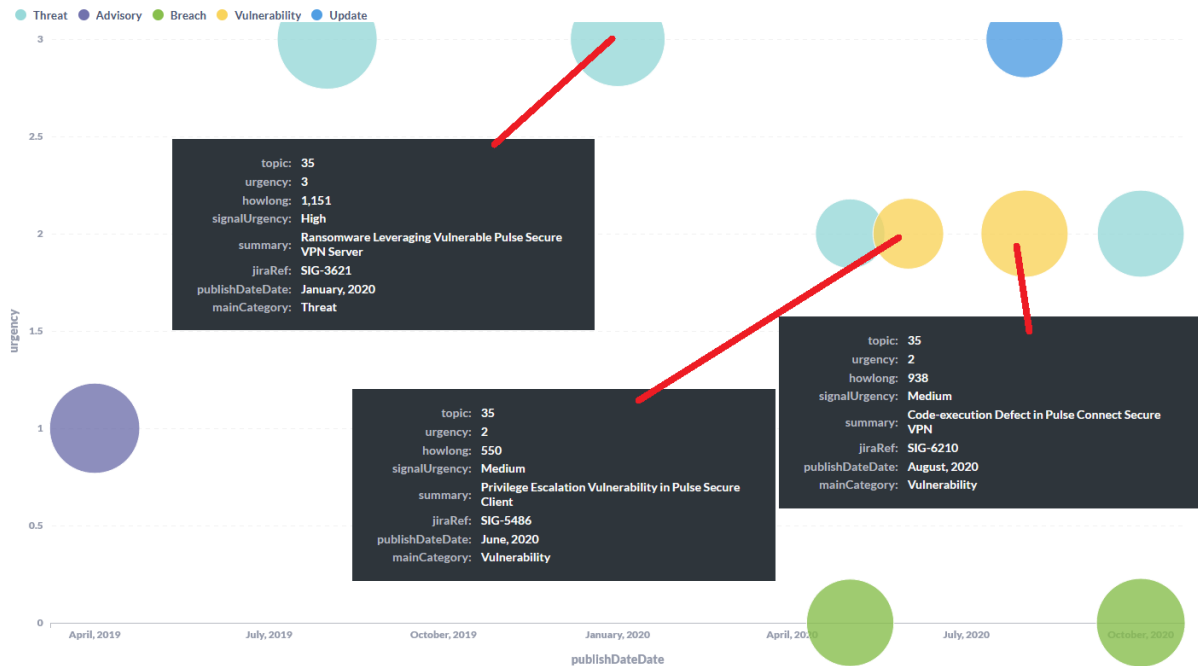 Threat Advisory Breach Vulnerability Update
3
2.5
2
1.5
1
0.5
0
urgency
topic: 35
urgency: 3
howlong: 1,151
signalUrgency: High
summary: Ransomware Leveraging Vulnerable Pulse Secure
VPN Server
jiraRef: SIG-3621
publishDateDate: January, 2020
mainCategory: Threat
topic: 35
urgency: 2
howlong: 550
signalUrgency: Medium
summary: Privilege Escalation Vulnerability in Pulse Secure
Client
jiraRef: SIG-5486
publishDateDate: June, 2020
mainCategory: Vulnerability
topic: 35
urgency: 2
howlong: 938
signalUrgency: Medium
summary: Code-execution Defect in Pulse Connect Secure
VPN
jiraRef: SIG-6210
publishDateDate: August, 2020
mainCategory: Vulnerability
April, 2019 July, 2019 October, 2019 January, 2020 April, 2020 July, 2020 October, 2020
publishDateDate